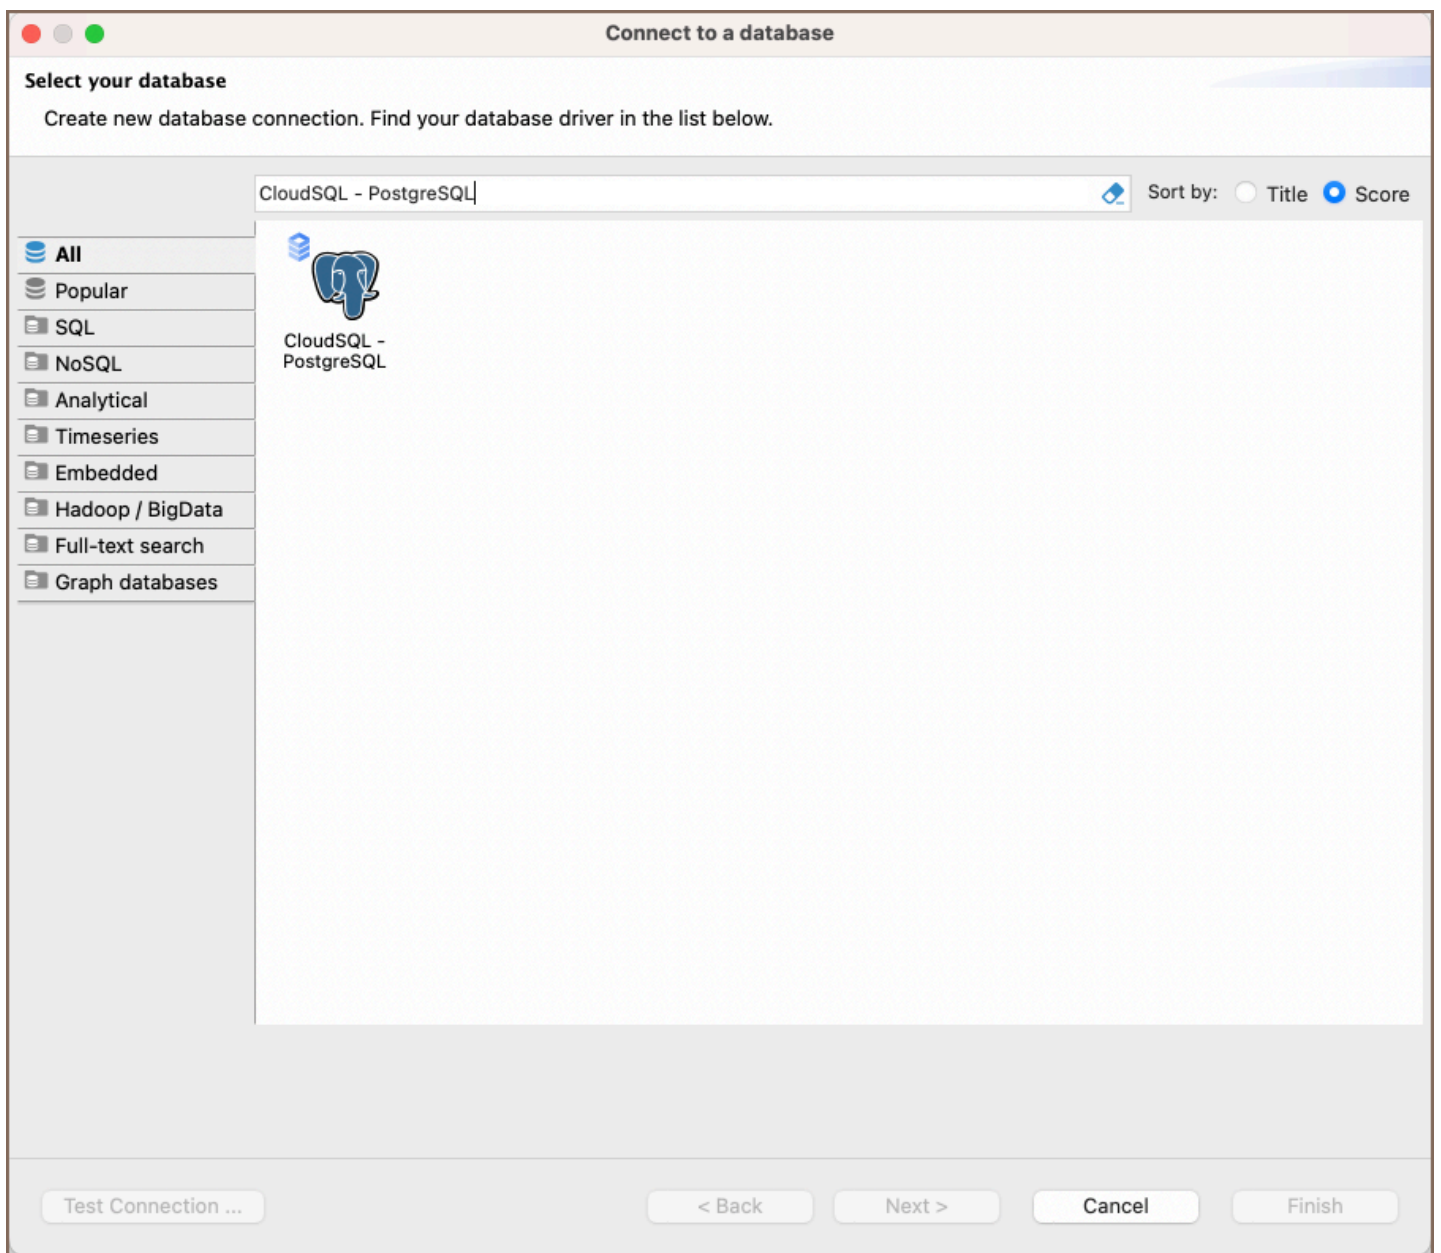 Connect to a database
Select your database
Create new database connection. Find your database driver in the list below.
CloudSQL - PostgreSQL
Sort by:
Title
Score
All
Popular
SQL
NoSQL
Analytical
Timeseries
Embedded
Hadoop / BigData
Full-text search
Graph databases
CloudSQL -
PostgreSQL
Test Connection ...
< Back
Next >
Cancel
Finish